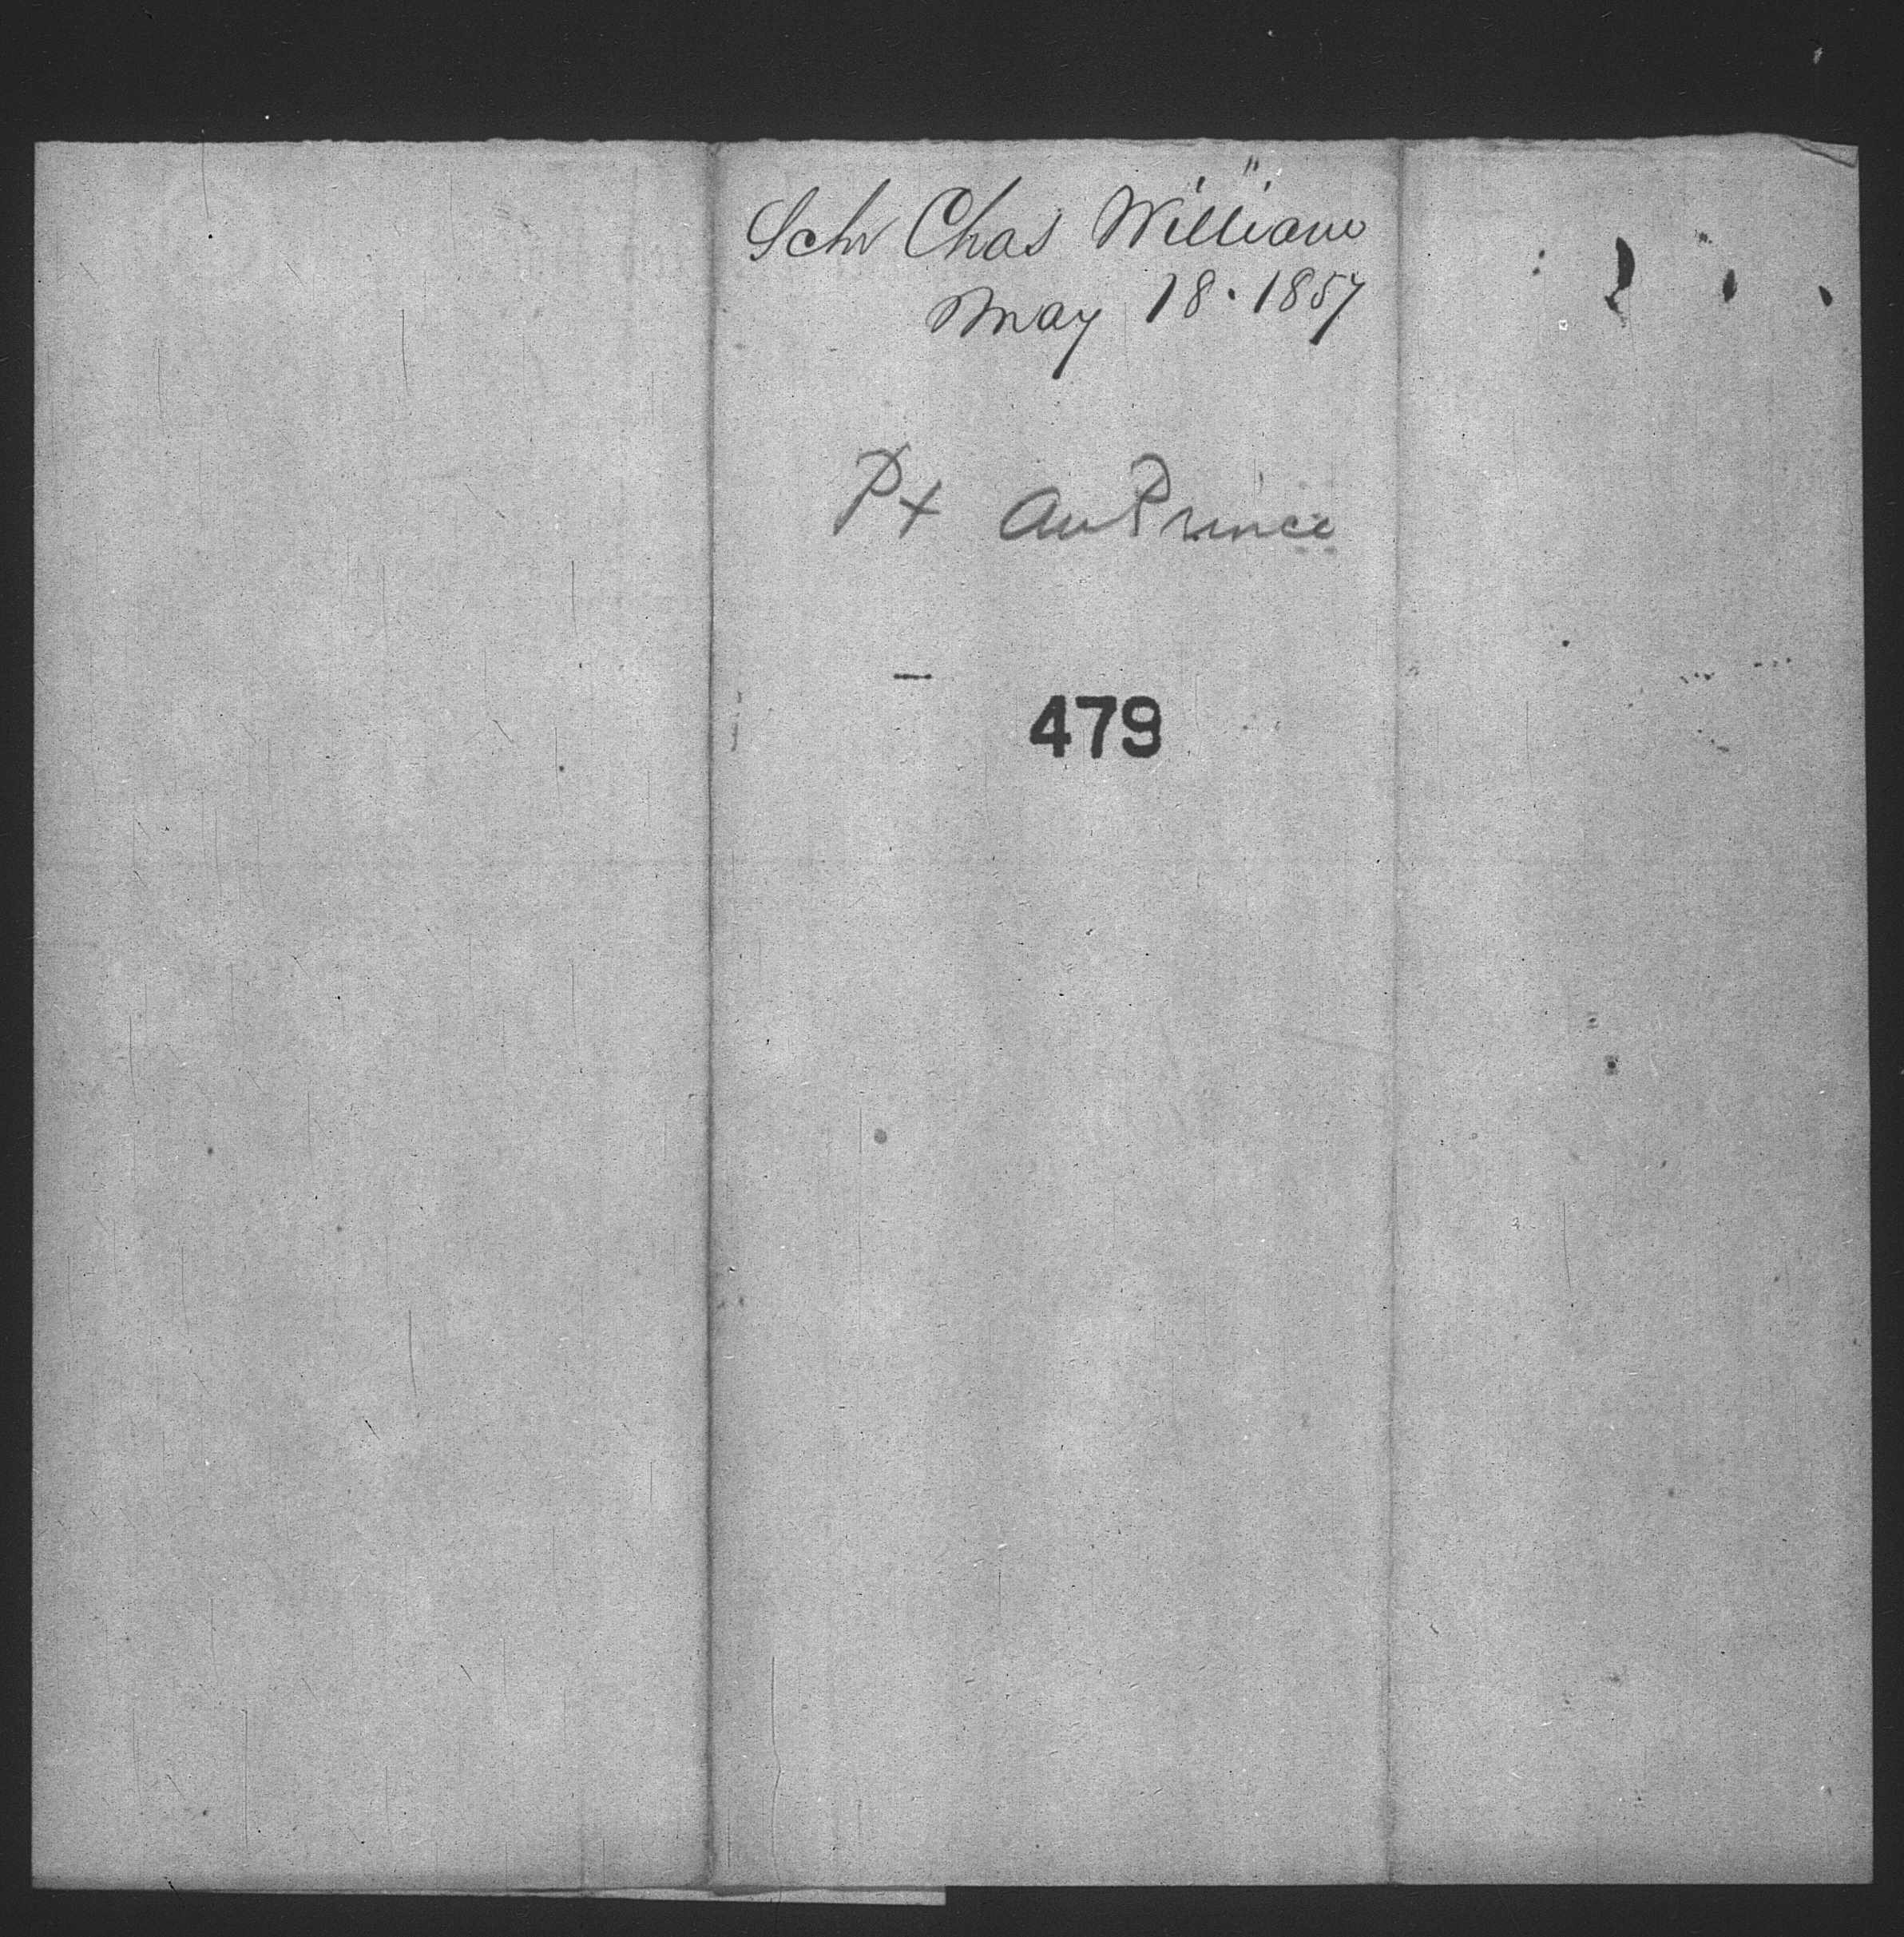 Schr Chas William
May 18. 1857
Pt Au Prince
479